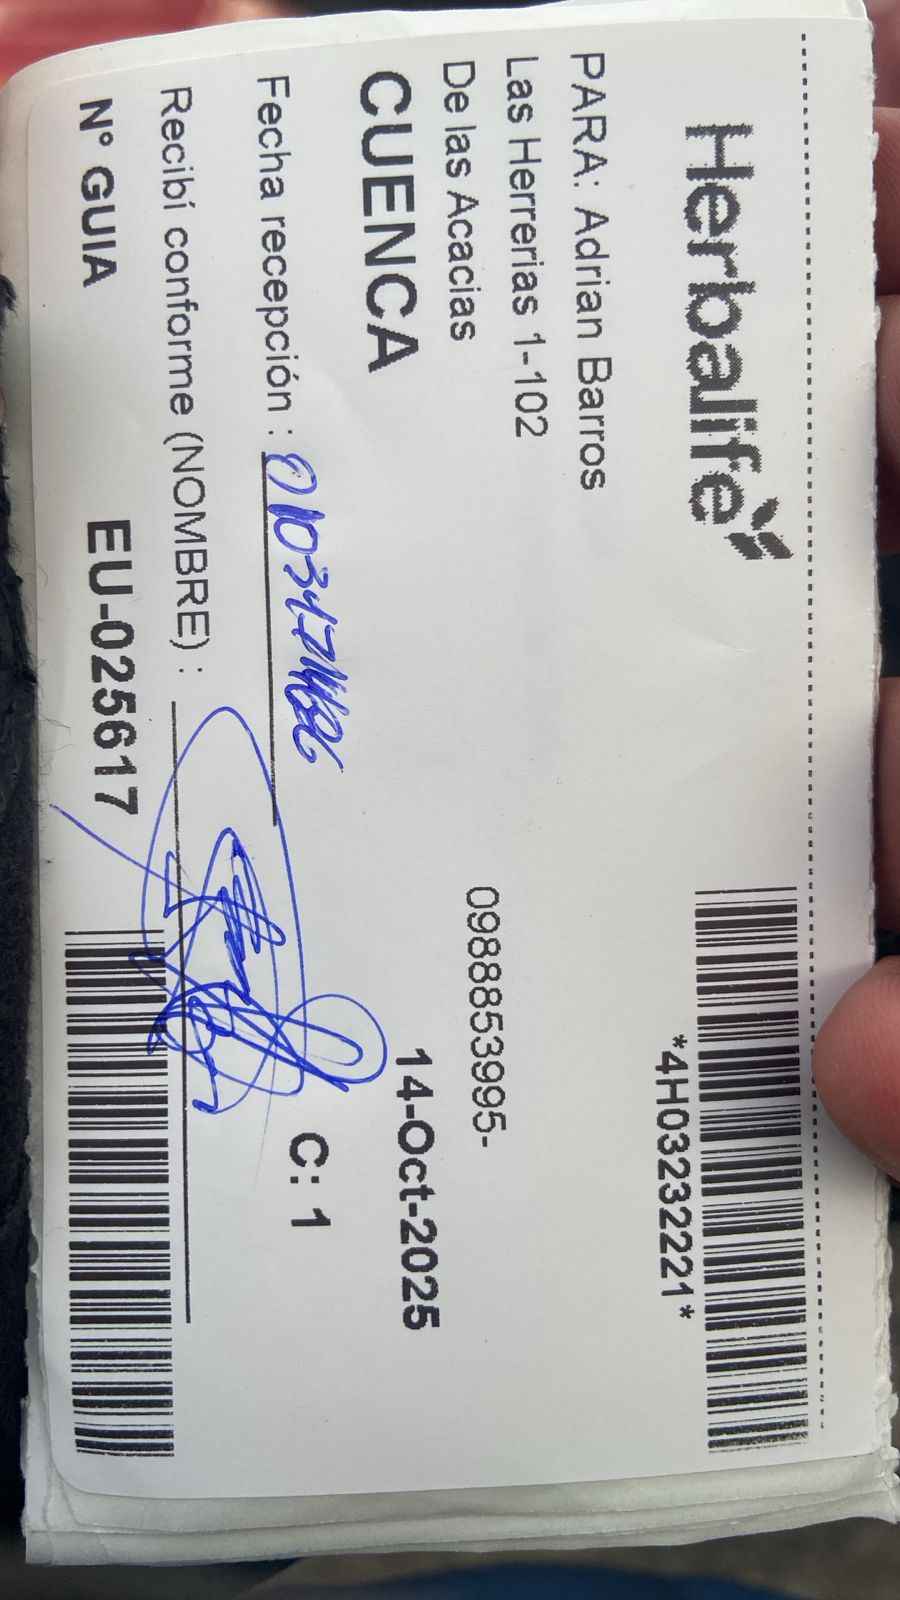 Herbalife
*4H03232221*
PARA: Adrian Barros
Las Herrerias 1-102
De las Acacias
0988853995-
CUENCA
14-Oct-2025
Fecha recepción :
C: 1
Recibí conforme (NOMBRE) :
N° GUIA
EU-025617